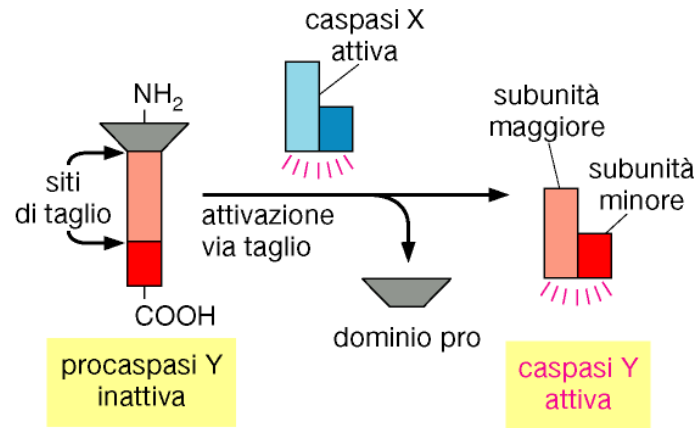 caspasi X
attiva
NH2
siti
di taglio
COOH
procaspasi Y
inattiva
attivazione
via taglio
dominio pro
subunità
maggiore
subunità
minore
caspasi Y
attiva